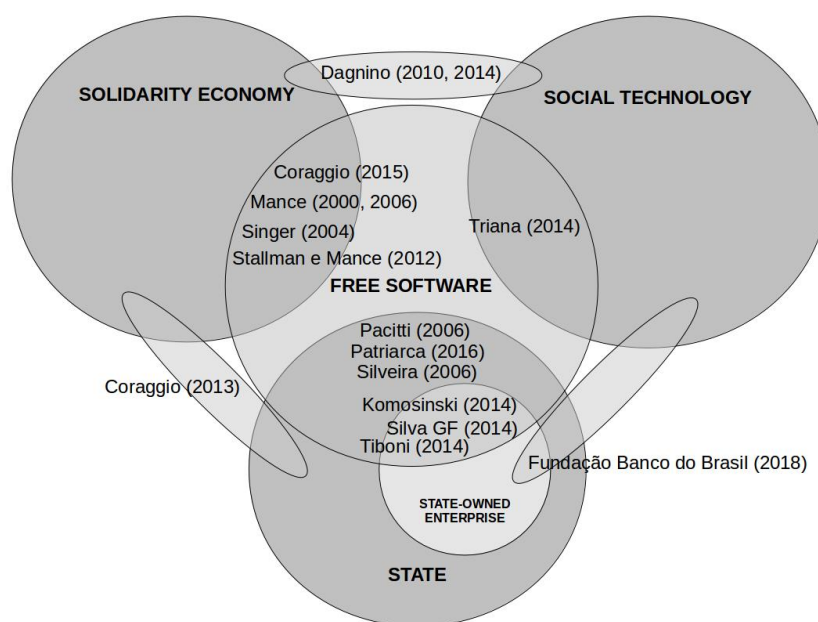 Dagnino (2010, 2014)
SOLIDARITY ECONOMY
SOCIAL TECHNOLOGY
Coraggio (2015)
Mance (2000, 2006)
Singer (2004)
Stallman e Mance (2012)
Triana (2014)
FREE SOFTWARE
Pacitti (2006)
Patriarca (2016)
Silveira (2006)
Coraggio (2013)
Komosinski (2014)
Silva GF (2014)
Tiboni (2014)
Fundação Banco do Brasil (2018)
STATE-OWNED
ENTERPRISE
STATE